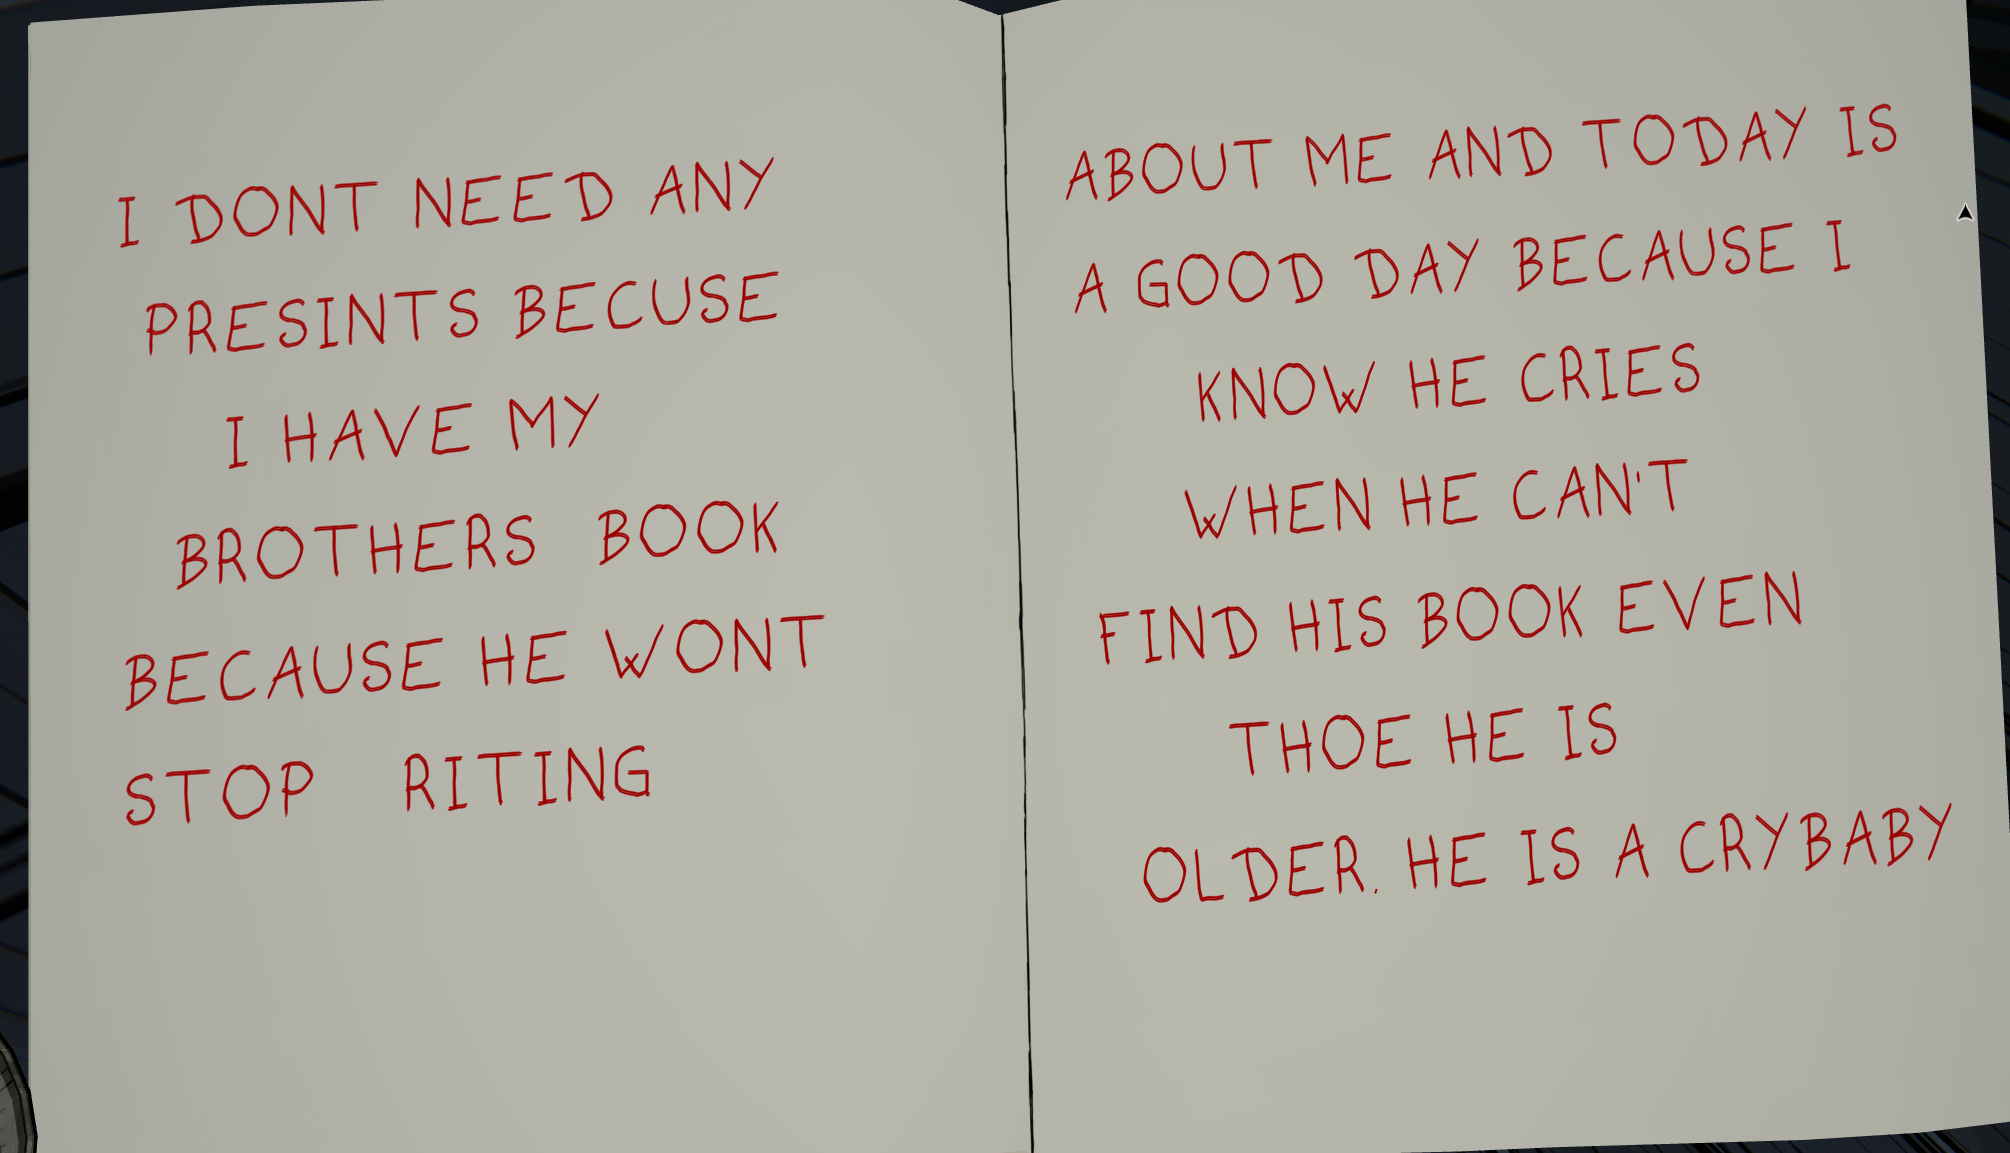 I DONT NEED ANY
PRESINTS BECUSE
I HAVE MY
BROTHERS BOOK
BECAUSE HE WONT
STOP RITING
ABOUT ME AND TODAY IS
A GOOD DAY BECAUSE I
KNOW HE CRIES
WHEN HE CAN'T
FIND HIS BOOK EVEN
THOE HE IS
OLDER. HE IS A CRYBABY